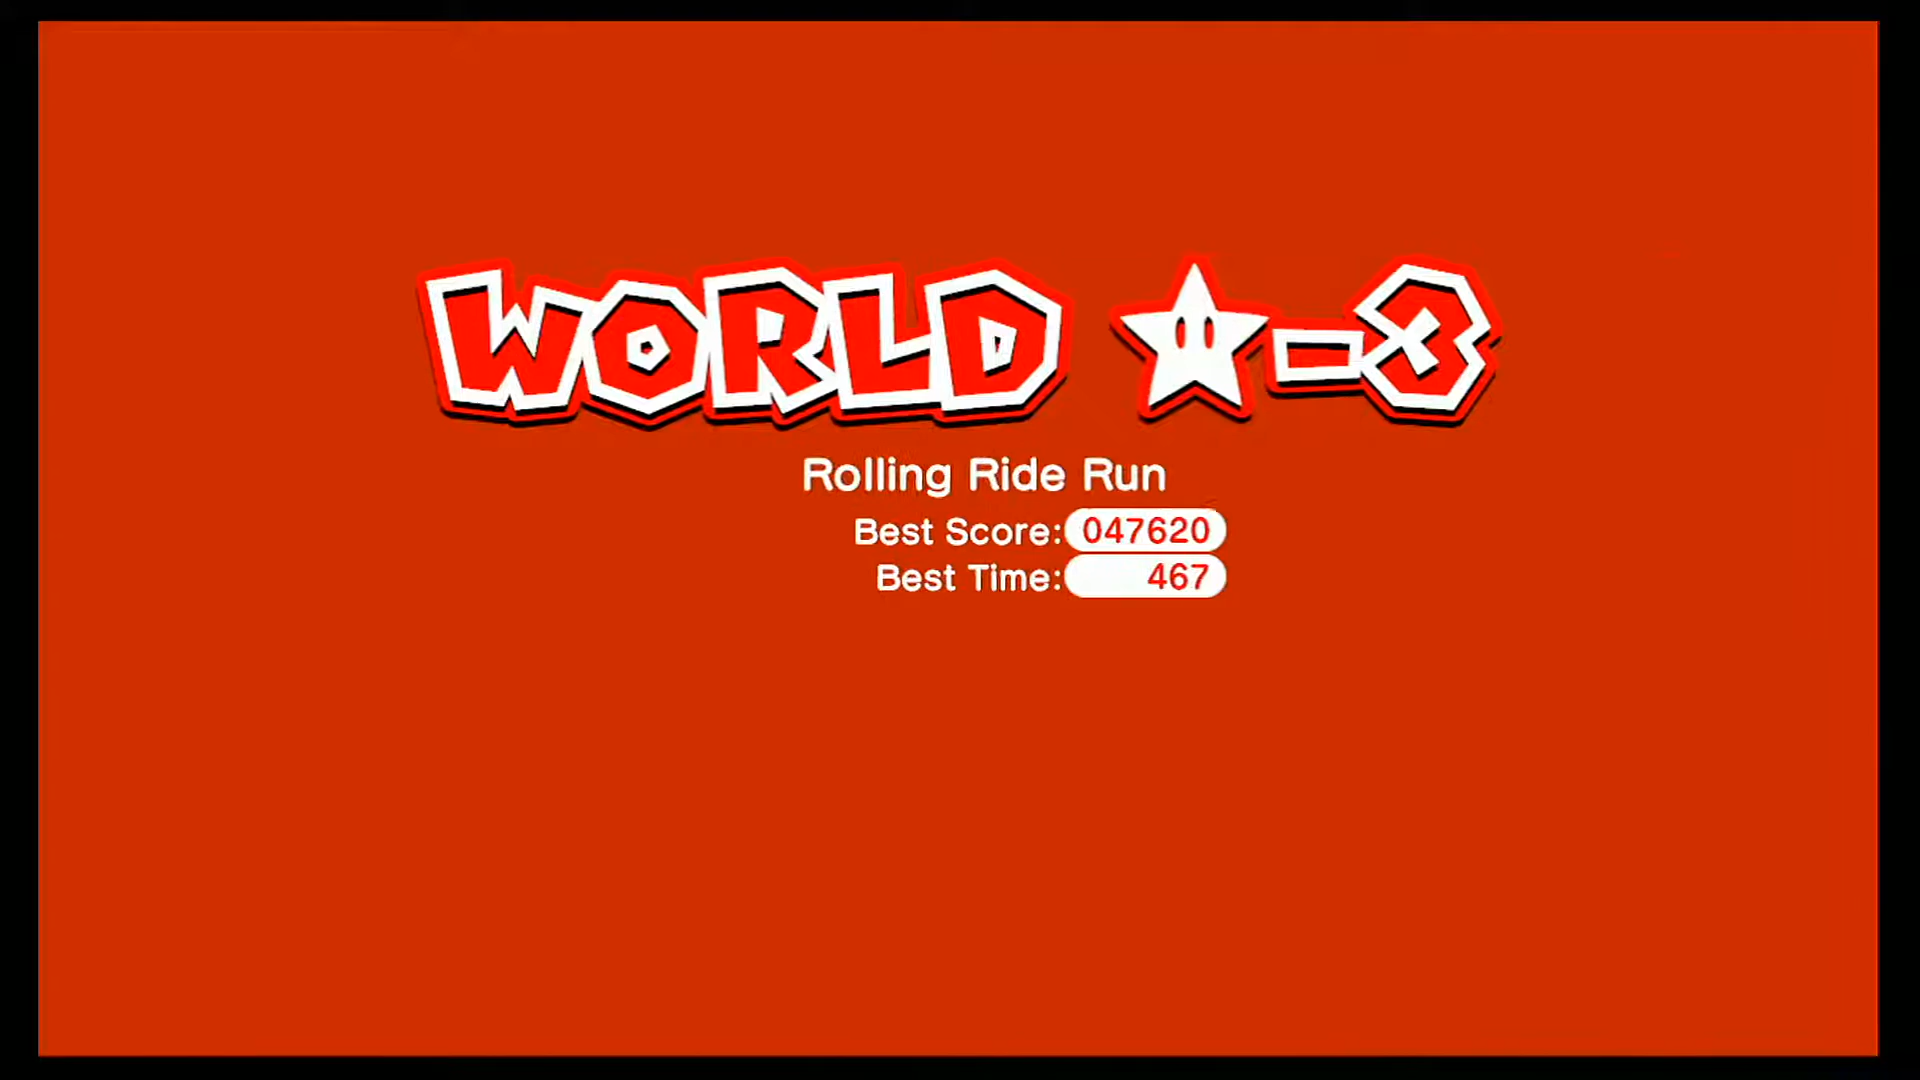 WORLD ★-3
Rolling Ride Run
Best Score: 047620
Best Time: 467